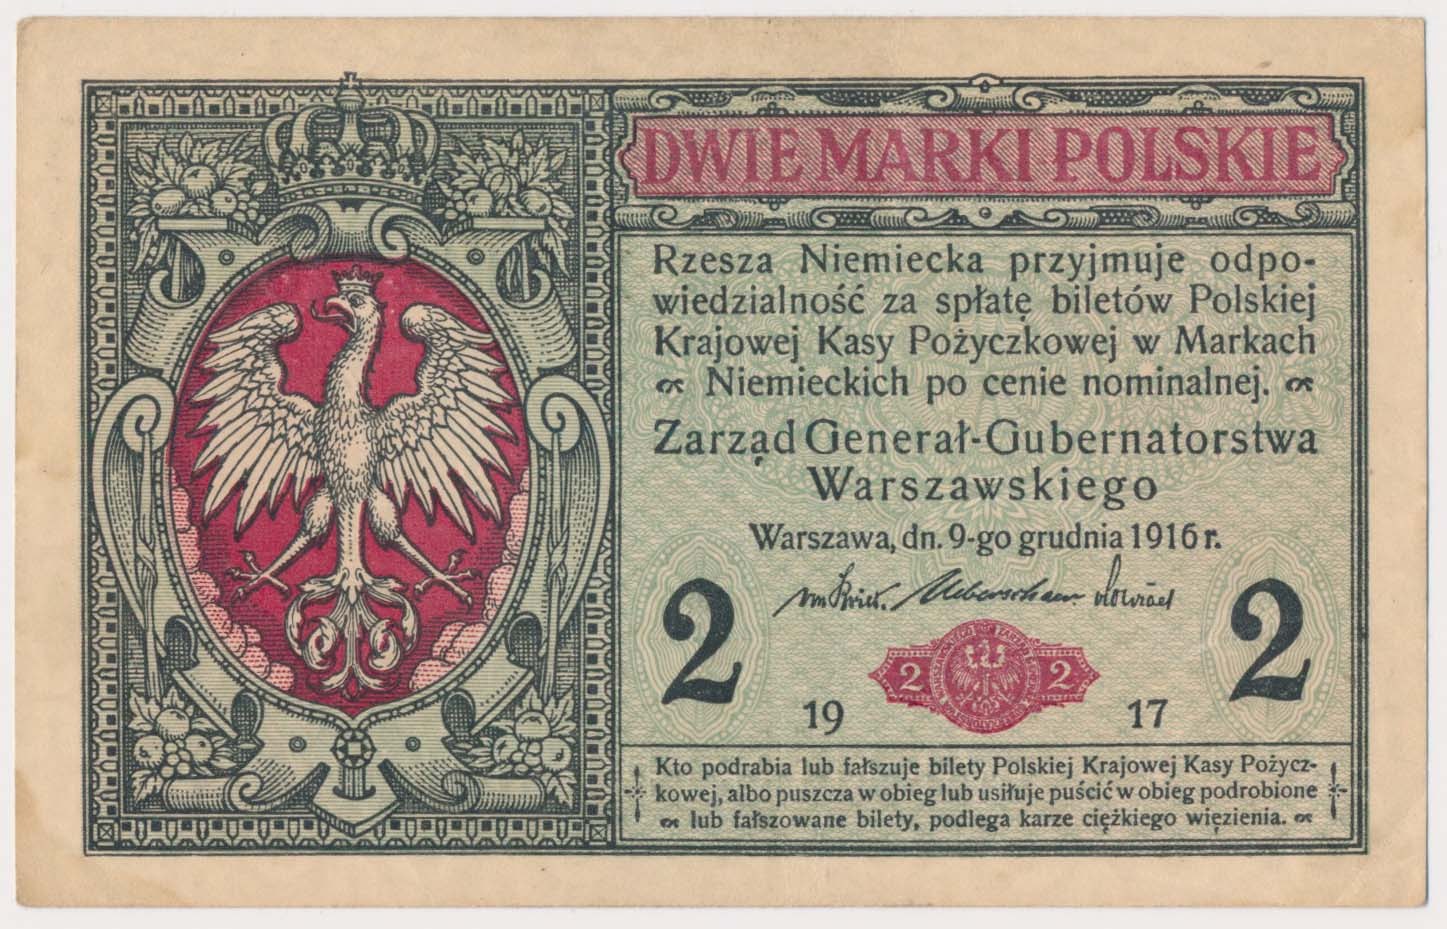 DWIE MARKI POLSKIE
Rzesza Niemiecka przyjmuje odpo-
wiedzialność za spłatę biletów Polskiej
Krajowej Kasy Pożyczkowej w Markach
Niemieckich po cenie nominalnej.
Zarząd Generał-Gubernatorstwa
Warszawskiego
Warszawa, dn. 9-go grudnia 1916 r.
2 2
2 2
19 17
Kto podrabia lub fałszuje bilety Polskiej Krajowej Kasy Pożycz-
kowej, albo puszcza w obieg lub usiłuje puścić w obieg podrobione
lub fałszowane bilety, podlega karze ciężkiego więzienia.